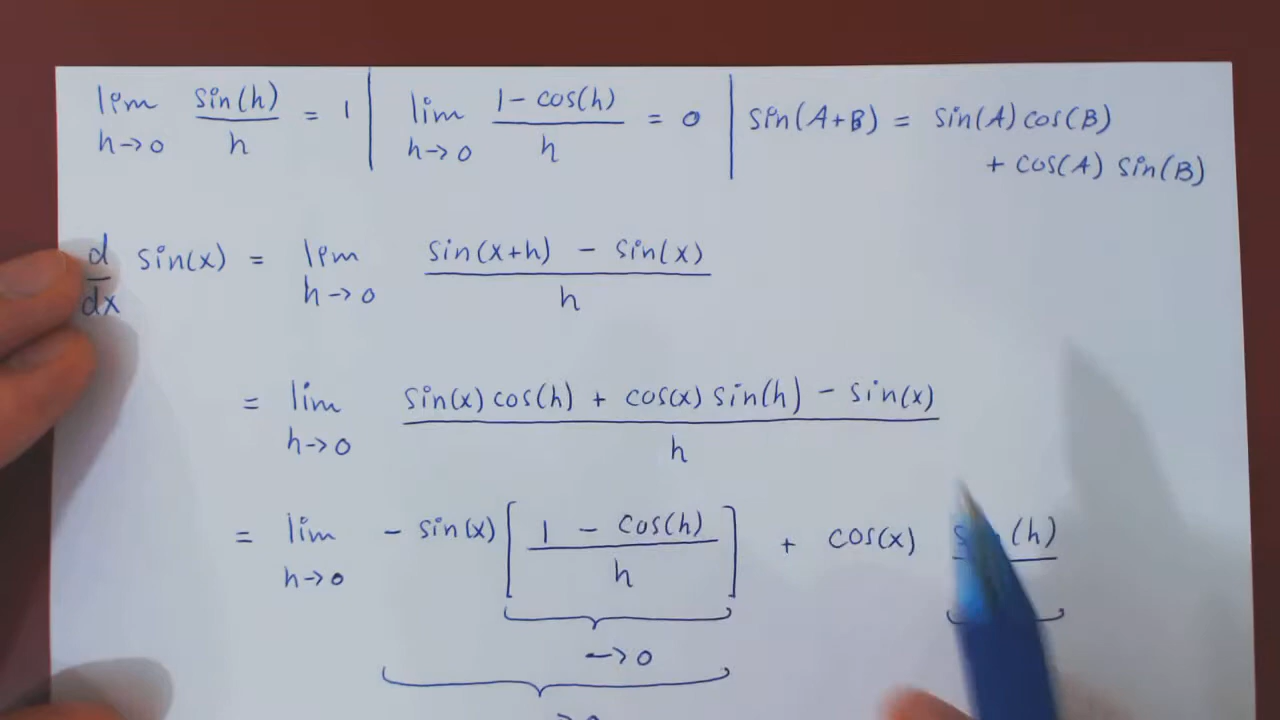 lim h→0 sin(h)/h = 1 | lim h→0 (1 - cos(h))/h = 0 | sin(A+B) = sin(A) cos(B)
+ cos(A) sin(B)
d/dx sin(x) = lim h→0 (sin(x+h) - sin(x))/h
= lim h→0 (sin(x) cos(h) + cos(x) sin(h) - sin(x))/h
= lim h→0 - sin(x) [(1 - cos(h))/h] + cos(x) (h)
→0